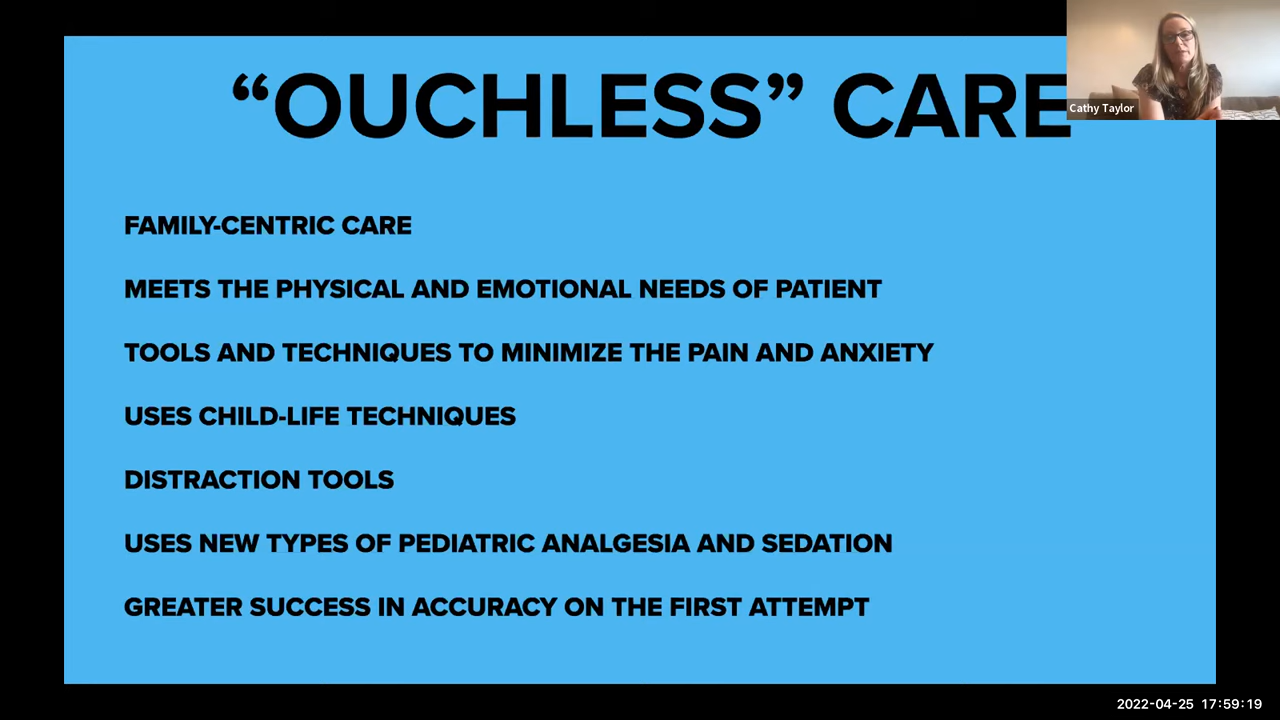 “OUCHLESS” CARE
Cathy Taylor
FAMILY-CENTRIC CARE
MEETS THE PHYSICAL AND EMOTIONAL NEEDS OF PATIENT
TOOLS AND TECHNIQUES TO MINIMIZE THE PAIN AND ANXIETY
USES CHILD-LIFE TECHNIQUES
DISTRACTION TOOLS
USES NEW TYPES OF PEDIATRIC ANALGESIA AND SEDATION
GREATER SUCCESS IN ACCURACY ON THE FIRST ATTEMPT
2022-04-25 17:59:19